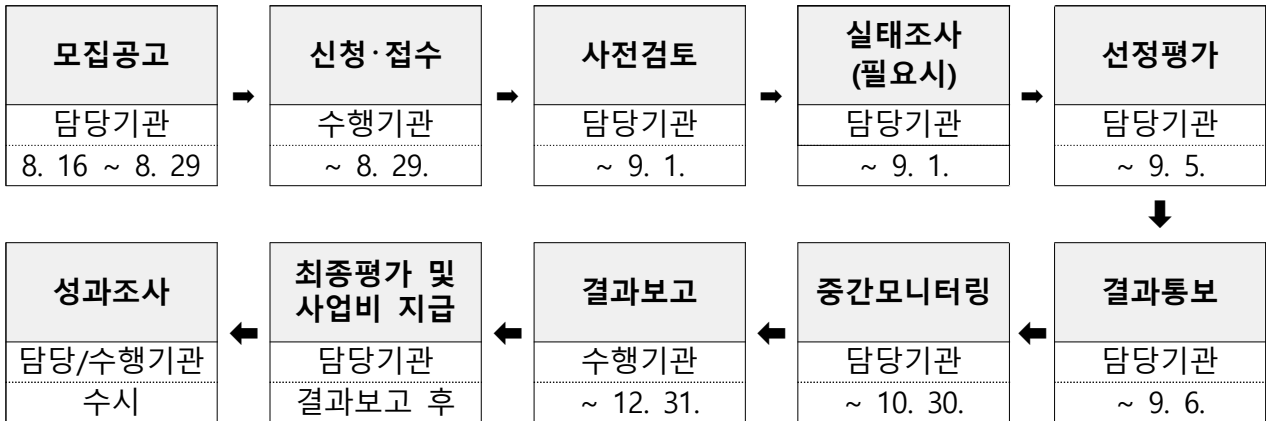 모집공고
담당기관
8. 16 ~ 8. 29
신청·접수
수행기관
~ 8. 29.
사전검토
담당기관
~ 9. 1.
실태조사
(필요시)
담당기관
~ 9. 1.
선정평가
담당기관
~ 9. 5.
결과통보
담당기관
~ 9. 6.
중간모니터링
담당기관
~ 10. 30.
결과보고
수행기관
~ 12. 31.
최종평가 및
사업비 지급
담당기관
결과보고 후
성과조사
담당/수행기관
수시